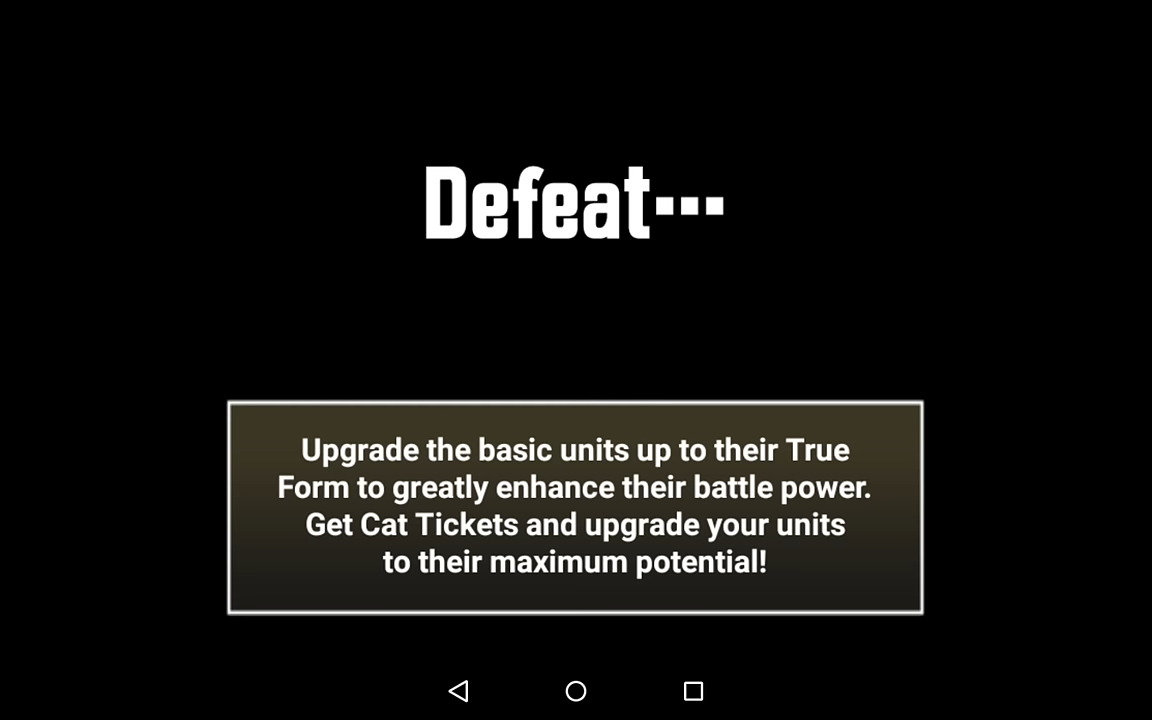 Defeat···
Upgrade the basic units up to their True
Form to greatly enhance their battle power.
Get Cat Tickets and upgrade your units
to their maximum potential!